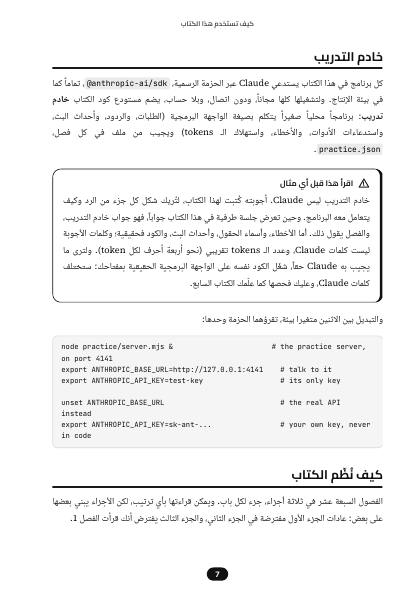 كيف تستخدم هذا الكتاب
خادم التدريب
كل برنامج في هذا الكتاب يستدعي Claude عبر الحزمة الرسمية، @anthropic-ai/sdk، تمامًا كما
في بيئة الإنتاج. ولتشغيلها كلها مجانًا، ودون اتصال، وبلا حساب، يضم مستودع كود الكتاب خادم
تدريب: برنامجًا محليًا صغيرًا يتكلم بصيغة الواجهة البرمجية (الطلبات، والردود، وأحداث البث،
واستدعاءات الأدوات، والأخطاء، واستهلاك الـ tokens) ويجيب من ملف في كل فصل،
practice.json.
اقرأ هذا قبل أي مثال
خادم التدريب ليس Claude. أجوبته كُتبت لهذا الكتاب، لتُريك شكل كل جزء من الرد وكيف
يتعامل معه البرنامج. وحين تعرض جلسة طرفية في هذا الكتاب جوابًا، فهو جواب خادم التدريب،
والفصل يقول ذلك. أما الأخطاء، وأسماء الحقول، وأحداث البث، والكود فحقيقية؛ وكلمات الأجوبة
ليست كلمات Claude، وعدد الـ tokens تقريبي (نحو أربعة أحرف لكل token). ولترى ما
يجيب به Claude حقًا، شغّل الكود نفسه على الواجهة البرمجية الحقيقية بمفتاحك: ستختلف
كلمات Claude، وعليك فحصها كما علّمك الكتاب السابع.
والتبديل بين الاثنين متغيرا بيئة، تقرؤهما الحزمة وحدها:
node practice/server.mjs & # the practice server,
on port 4141
export ANTHROPIC_BASE_URL=http://127.0.0.1:4141 # talk to it
export ANTHROPIC_API_KEY=test-key # its only key
unset ANTHROPIC_BASE_URL # the real API
instead
export ANTHROPIC_API_KEY=sk-ant-... # your own key, never
in code
كيف نُظّم الكتاب
الفصول السبعة عشر في ثلاثة أجزاء، جزء لكل باب. ويمكن قراءتها بأي ترتيب، لكن الأجزاء يبني بعضها
على بعض: عادات الجزء الأول مفترضة في الجزء الثاني، والجزء الثالث يفترض أنك قرأت الفصل 1.
7